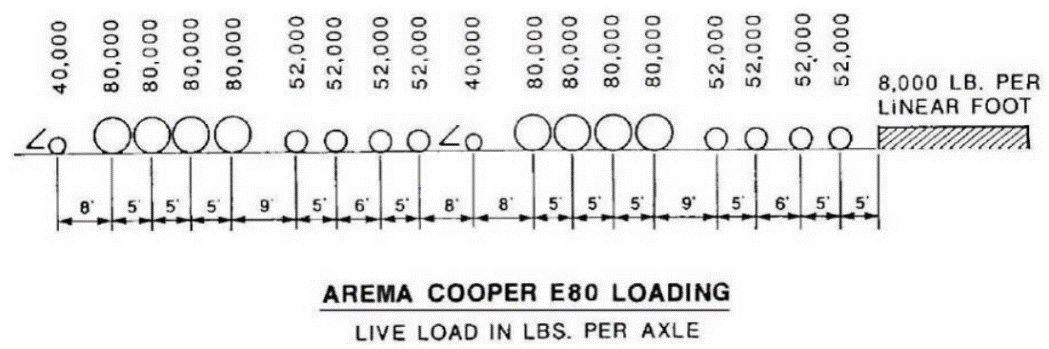 40,000 80,000 80,000 80,000 80,000 52,000 52,000 52,000 52,000 40,000 80,000 80,000 80,000 80,000 52,000 52,000 52,000 52,000
8,000 LB. PER
LINEAR FOOT
8' 5' 5' 5' 9' 5' 6' 5' 8' 8' 5' 5' 5' 9' 5' 6' 5' 5'
AREMA COOPER E80 LOADING
LIVE LOAD IN LBS. PER AXLE